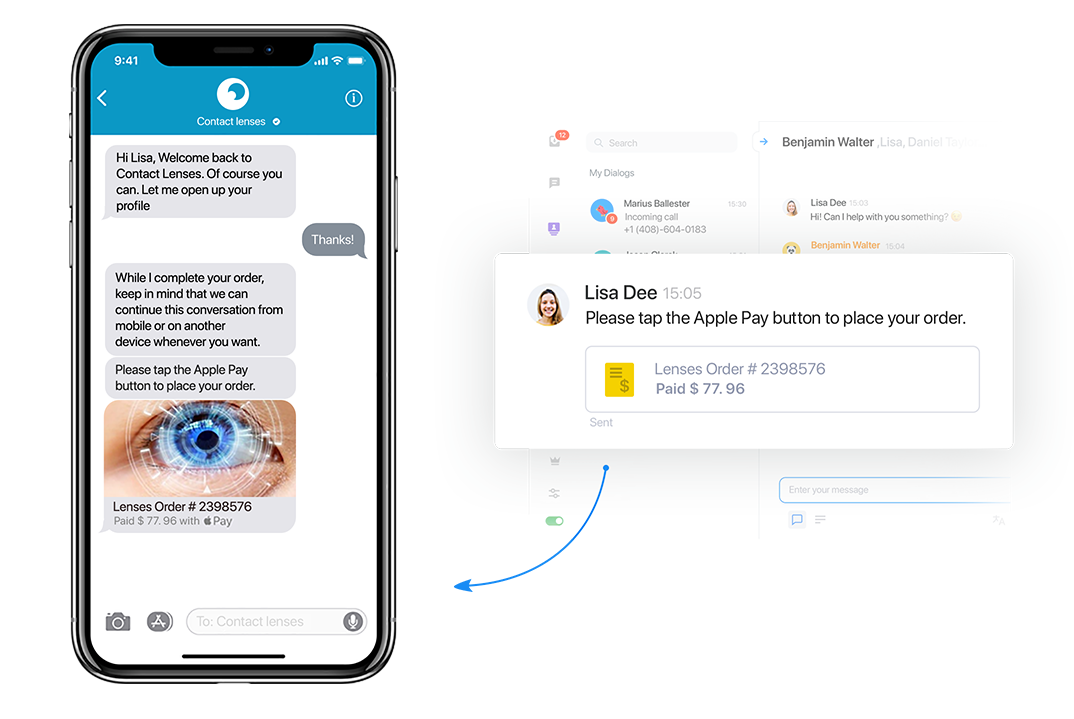 9:41
Contact lenses
Hi Lisa, Welcome back to
Contact Lenses. Of course you
can. Let me open up your
profile
Thanks!
While I complete your order,
keep in mind that we can
continue this conversation from
mobile or on another
device whenever you want.
Please tap the Apple Pay
button to place your order.
Lenses Order # 2398576
Paid $ 77. 96 with Pay
To: Contact lenses
12
Search
My Dialogs
Marius Ballester 15:30
9
Incoming call
+1 (408)-604-0183
Benjamin Walter ,Lisa, Daniel
Lisa Dee 15:03
Hi! Can I help with you something?
Benjamin Walter 15:04
Lisa Dee 15:05
Please tap the Apple Pay button to place your order.
$
Lenses Order # 2398576
Paid $ 77. 96
Sent
Enter your message